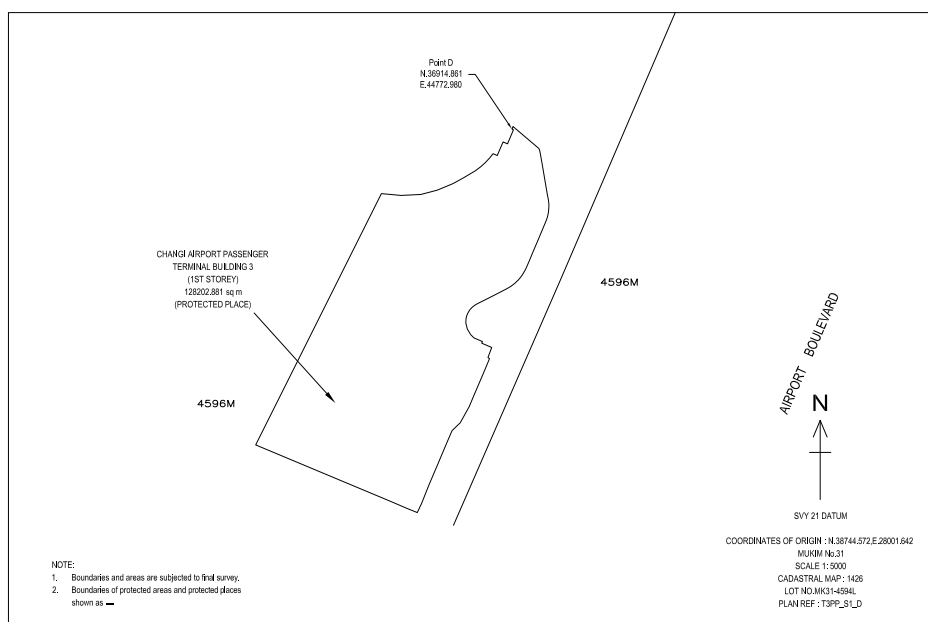 Point D
N.36914.861
E.44772.980
CHANGI AIRPORT PASSENGER
TERMINAL BUILDING 3
(1ST STOREY)
128202.881 sq m
(PROTECTED PLACE)
4596M
4596M
AIRPORT BOULEVARD
N
SVY 21 DATUM
COORDINATES OF ORIGIN : N.38744.572,E.28001.642
MUKIM No.31
SCALE 1: 5000
CADASTRAL MAP : 1426
LOT NO.MK31-4594L
PLAN REF : T3PP_S1_D
NOTE:
1. Boundaries and areas are subjected to final survey.
2. Boundaries of protected areas and protected places
shown as —